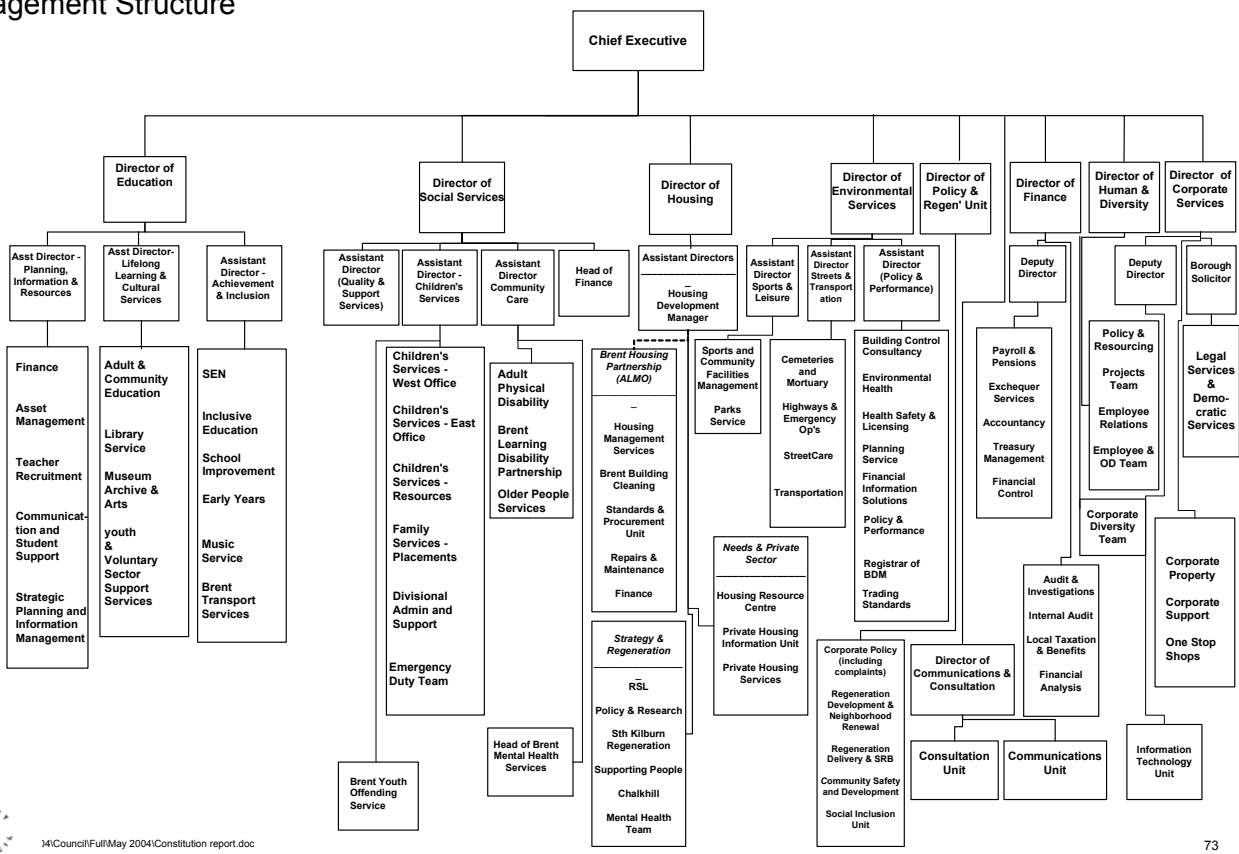 agement Structure
Chief Executive
Director of
Education
Director of
Social Services
Director of
Housing
Director of
Environmental
Services
Director of
Policy &
Regen' Unit
Director of
Finance
Director of
Human &
Diversity
Director of
Corporate
Services
Asst Director -
Planning,
Information &
Resources
Asst Director-
Lifelong
Learning &
Cultural
Services
Assistant
Director -
Achievement
& Inclusion
Assistant
Director
(Quality &
Support
Services)
Assistant
Director -
Children's
Services
Assistant
Director
Community
Care
Head of
Finance
Assistant Directors
Housing
Development
Manager
Assistant
Director
Sports &
Leisure
Assistant
Director
Streets &
Transport
ation
Assistant
Director
(Policy &
Performance)
Deputy
Director
Deputy
Director
Borough
Solicitor
Finance
Asset
Management
Teacher
Recruitment
Communicat-
tion and
Student
Support
Strategic
Planning and
Information
Management
Adult &
Community
Education
Library
Service
Museum
Archive &
Arts
youth
&
Voluntary
Sector
Support
Services
SEN
Inclusive
Education
School
Improvement
Early Years
Music
Service
Brent
Transport
Services
Children's
Services -
West Office
Children's
Services - East
Office
Children's
Services -
Resources
Family
Services -
Placements
Divisional
Admin and
Support
Emergency
Duty Team
Adult
Physical
Disability
Brent
Learning
Disability
Partnership
Older People
Services
Brent Housing
Partnership
(ALMO)
Housing
Management
Services
Brent Building
Cleaning
Standards &
Procurement
Unit
Repairs &
Maintenance
Finance
Sports and
Community
Facilities
Management
Parks
Service
Cemeteries
and
Mortuary
Highways &
Emergency
Op's
StreetCare
Transportation
Building Control
Consultancy
Environmental
Health
Health Safety &
Licensing
Planning
Service
Financial
Information
Solutions
Policy &
Performance
Registrar of
BDM
Trading
Standards
Payroll &
Pensions
Exchequer
Services
Accountancy
Treasury
Management
Financial
Control
Policy &
Resourcing
Projects
Team
Employee
Relations
Employee &
OD Team
Legal
Services
&
Demo-
cratic
Services
Corporate
Diversity
Team
Needs & Private
Sector
Housing Resource
Centre
Private Housing
Information Unit
Private Housing
Services
Audit &
Investigations
Internal Audit
Local Taxation
& Benefits
Financial
Analysis
Corporate
Property
Corporate
Support
One Stop
Shops
Strategy &
Regeneration
RSL
Policy & Research
Sth Kilburn
Regeneration
Supporting People
Chalkhill
Mental Health
Team
Corporate Policy
(including
complaints)
Regeneration
Development &
Neighborhood
Renewal
Regeneration
Delivery & SRB
Community Safety
and Development
Social Inclusion
Unit
Director of
Communications &
Consultation
Head of Brent
Mental Health
Services
Brent Youth
Offending
Service
Consultation
Unit
Communications
Unit
Information
Technology
Unit
04\Council\Full\May 2004\Constitution report.doc
73